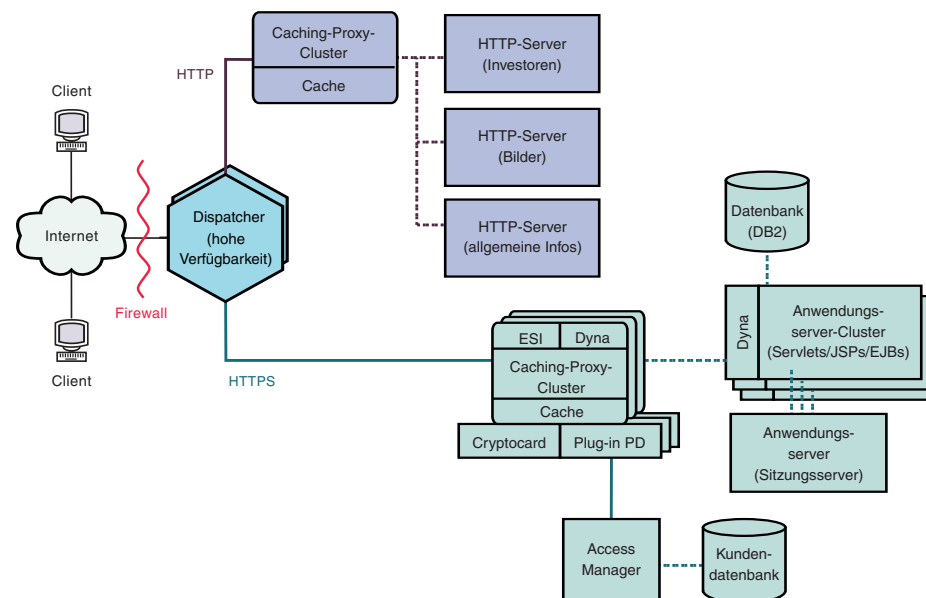 Caching-Proxy-
Cluster
Cache
HTTP
HTTP-Server
(Investoren)
HTTP-Server
(Bilder)
HTTP-Server
(allgemeine Infos)
Client
Internet
Client
Firewall
Dispatcher
(hohe
Verfügbarkeit)
HTTPS
ESI
Dyna
Caching-Proxy-
Cluster
Cache
Cryptocard
Plug-in PD
Datenbank
(DB2)
Dyna
Anwendungs-
server-Cluster
(Servlets/JSPs/EJBs)
Anwendungs-
server
(Sitzungsserver)
Access
Manager
Kunden-
datenbank